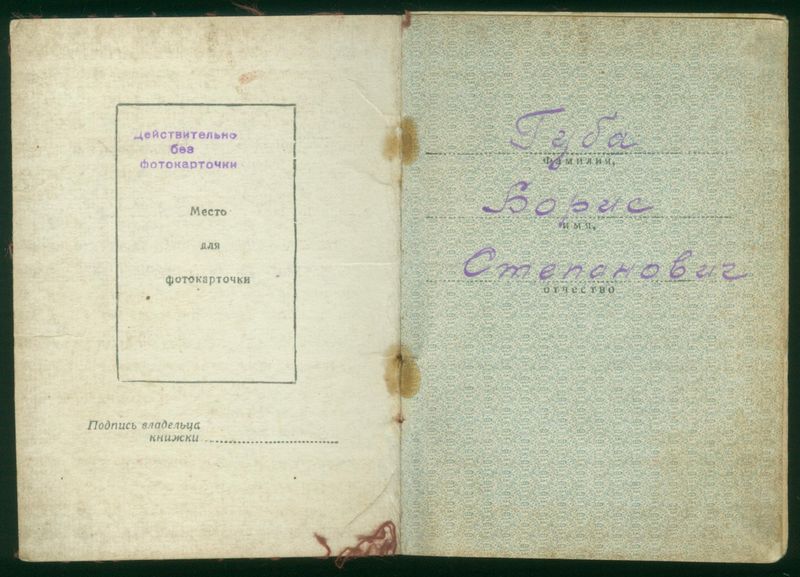 Действительно
без
фотокарточки
Место
для
фотокарточки
Подпись владельца
книжки
Губа
Фамилия,
Борис
имя,
Степанович
отчество